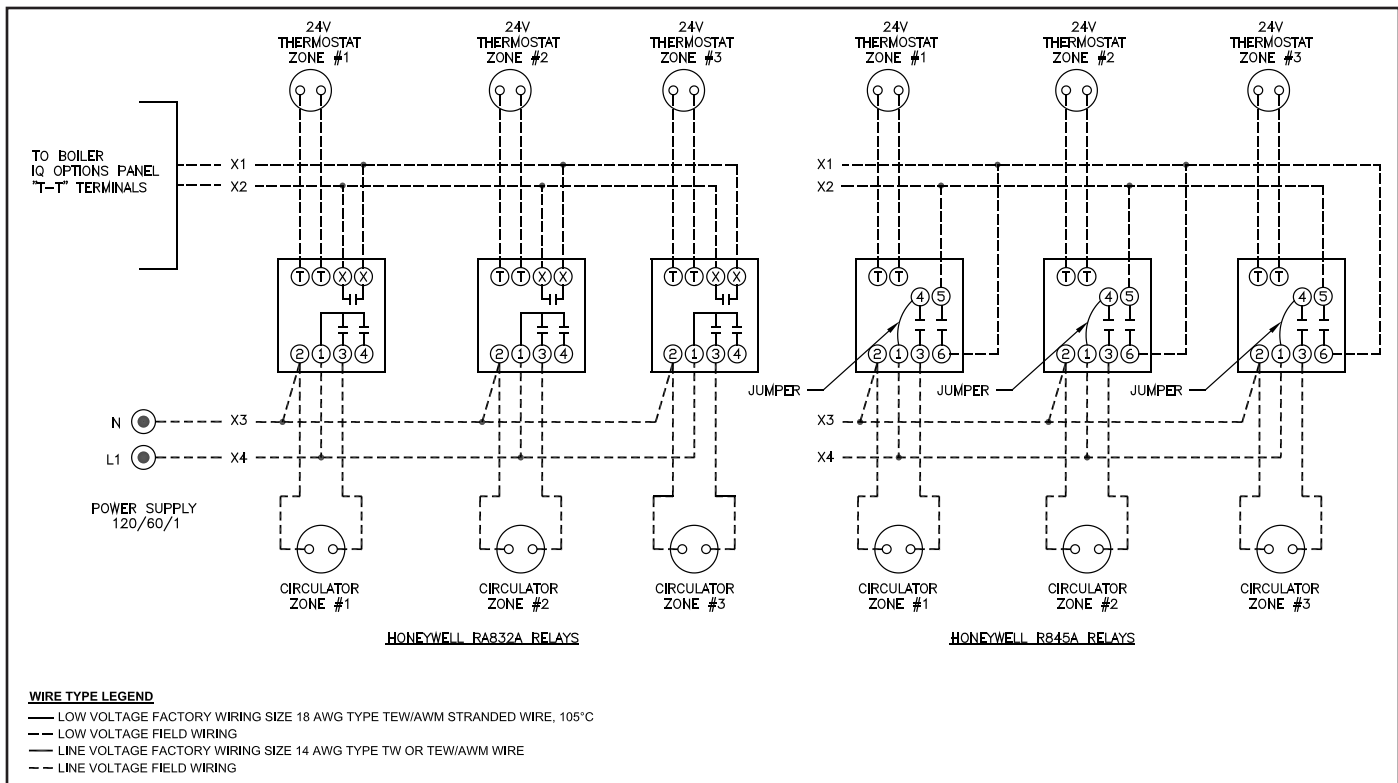 24V
THERMOSTAT
ZONE #1
24V
THERMOSTAT
ZONE #2
24V
THERMOSTAT
ZONE #3
24V
THERMOSTAT
ZONE #1
24V
THERMOSTAT
ZONE #2
24V
THERMOSTAT
ZONE #3
TO BOILER
IQ OPTIONS PANEL
"T-T" TERMINALS
X1
X2
X1
X2
T T X X
T T X X
T T X X
T T
4 5
T T
4 5
T T
4 5
2 1 3 4
2 1 3 4
2 1 3 4
2 1 3 6
2 1 3 6
2 1 3 6
JUMPER
JUMPER
JUMPER
N
X3
X3
L1
X4
X4
POWER SUPPLY
120/60/1
CIRCULATOR
ZONE #1
CIRCULATOR
ZONE #2
CIRCULATOR
ZONE #3
CIRCULATOR
ZONE #1
CIRCULATOR
ZONE #2
CIRCULATOR
ZONE #3
HONEYWELL RA832A RELAYS
HONEYWELL R845A RELAYS
WIRE TYPE LEGEND
LOW VOLTAGE FACTORY WIRING SIZE 18 AWG TYPE TEW/AWM STRANDED WIRE, 105°C
LOW VOLTAGE FIELD WIRING
LINE VOLTAGE FACTORY WIRING SIZE 14 AWG TYPE TW OR TEW/AWM WIRE
LINE VOLTAGE FIELD WIRING